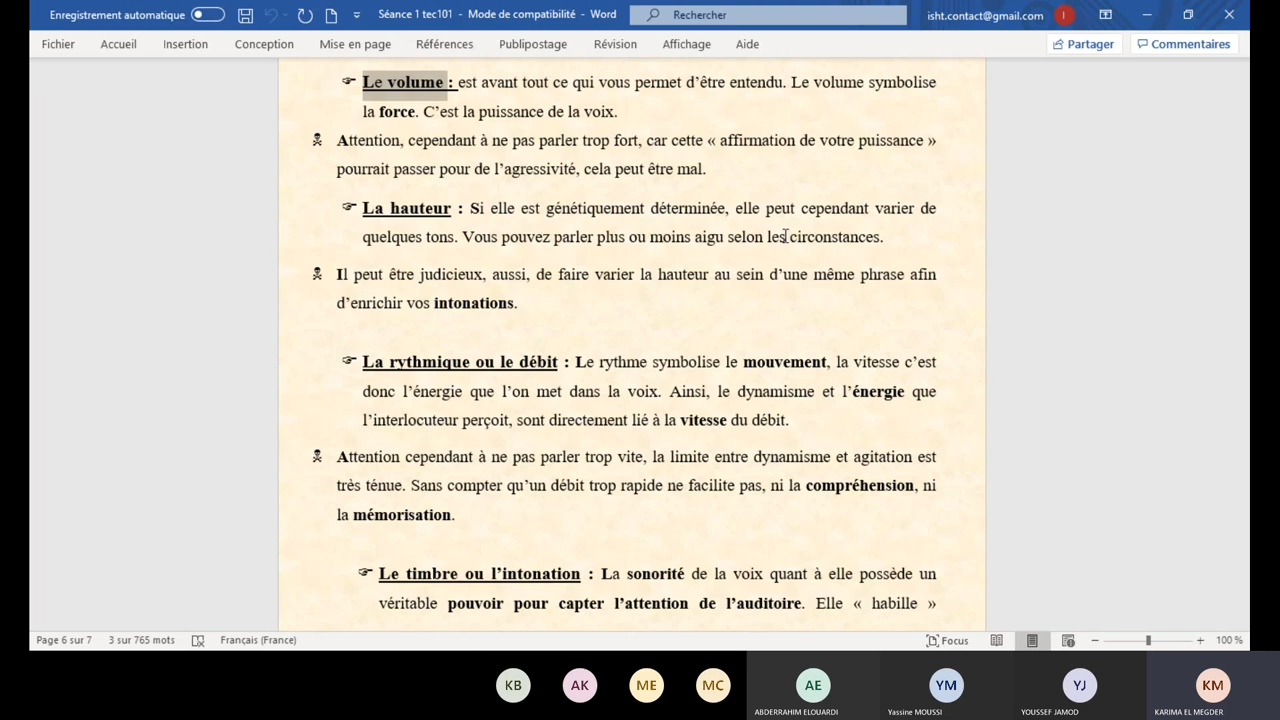 Enregistrement automatique
Séance 1 tec101 - Mode de compatibilité - Word
Rechercher
isht.contact@gmail.com
I
Fichier Accueil Insertion Conception Mise en page Références Publipostage Révision Affichage Aide
Partager
Commentaires
Le volume : est avant tout ce qui vous permet d’être entendu. Le volume symbolise
la force. C’est la puissance de la voix.
Attention, cependant à ne pas parler trop fort, car cette « affirmation de votre puissance »
pourrait passer pour de l’agressivité, cela peut être mal.
La hauteur : Si elle est génétiquement déterminée, elle peut cependant varier de
quelques tons. Vous pouvez parler plus ou moins aigu selon les circonstances.
Il peut être judicieux, aussi, de faire varier la hauteur au sein d’une même phrase afin
d’enrichir vos intonations.
La rythmique ou le débit : Le rythme symbolise le mouvement, la vitesse c’est
donc l’énergie que l’on met dans la voix. Ainsi, le dynamisme et l’énergie que
l’interlocuteur perçoit, sont directement lié à la vitesse du débit.
Attention cependant à ne pas parler trop vite, la limite entre dynamisme et agitation est
très ténue. Sans compter qu’un débit trop rapide ne facilite pas, ni la compréhension, ni
la mémorisation.
Le timbre ou l’intonation : La sonorité de la voix quant à elle possède un
véritable pouvoir pour capter l’attention de l’auditoire. Elle « habille »
Page 6 sur 7 3 sur 765 mots Français (France) Focus 100 %
KB AK ME MC AE YM YJ KM
ABDERRAHIM ELOUARDI Yassine MOUSSI YOUSSEF JAMOD KARIMA EL MEGDER